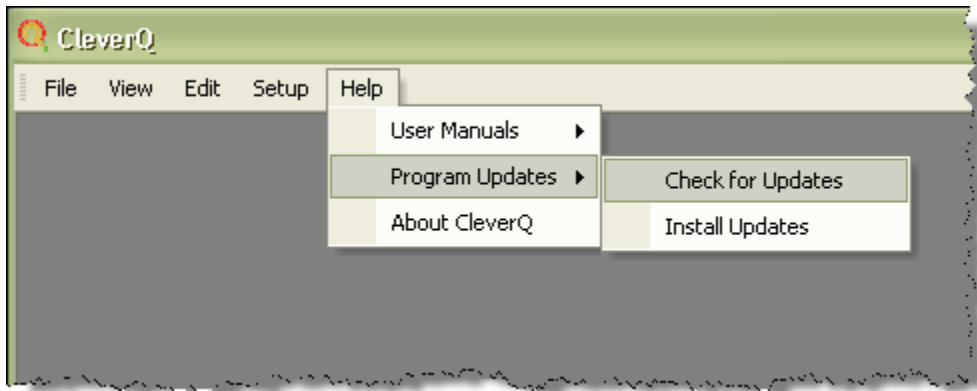 CleverQ
File View Edit Setup Help
User Manuals
Program Updates
Check for Updates
About CleverQ
Install Updates